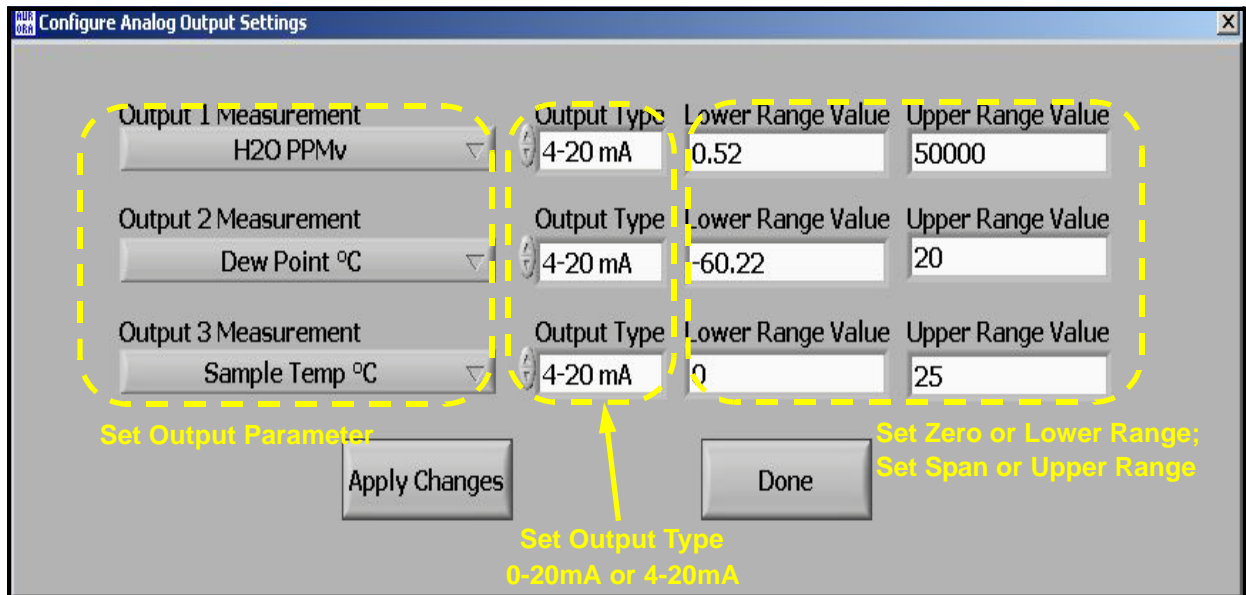 AUR
ORA
Configure Analog Output Settings
X
Output 1 Measurement
H2O PPMv
Output Type
4-20 mA
Lower Range Value
0.52
Upper Range Value
50000
Output 2 Measurement
Dew Point ºC
Output Type
4-20 mA
Lower Range Value
-60.22
Upper Range Value
20
Output 3 Measurement
Sample Temp ºC
Output Type
4-20 mA
Lower Range Value
0
Upper Range Value
25
Set Output Parameter
Set Zero or Lower Range;
Set Span or Upper Range
Apply Changes
Done
Set Output Type
0-20mA or 4-20mA